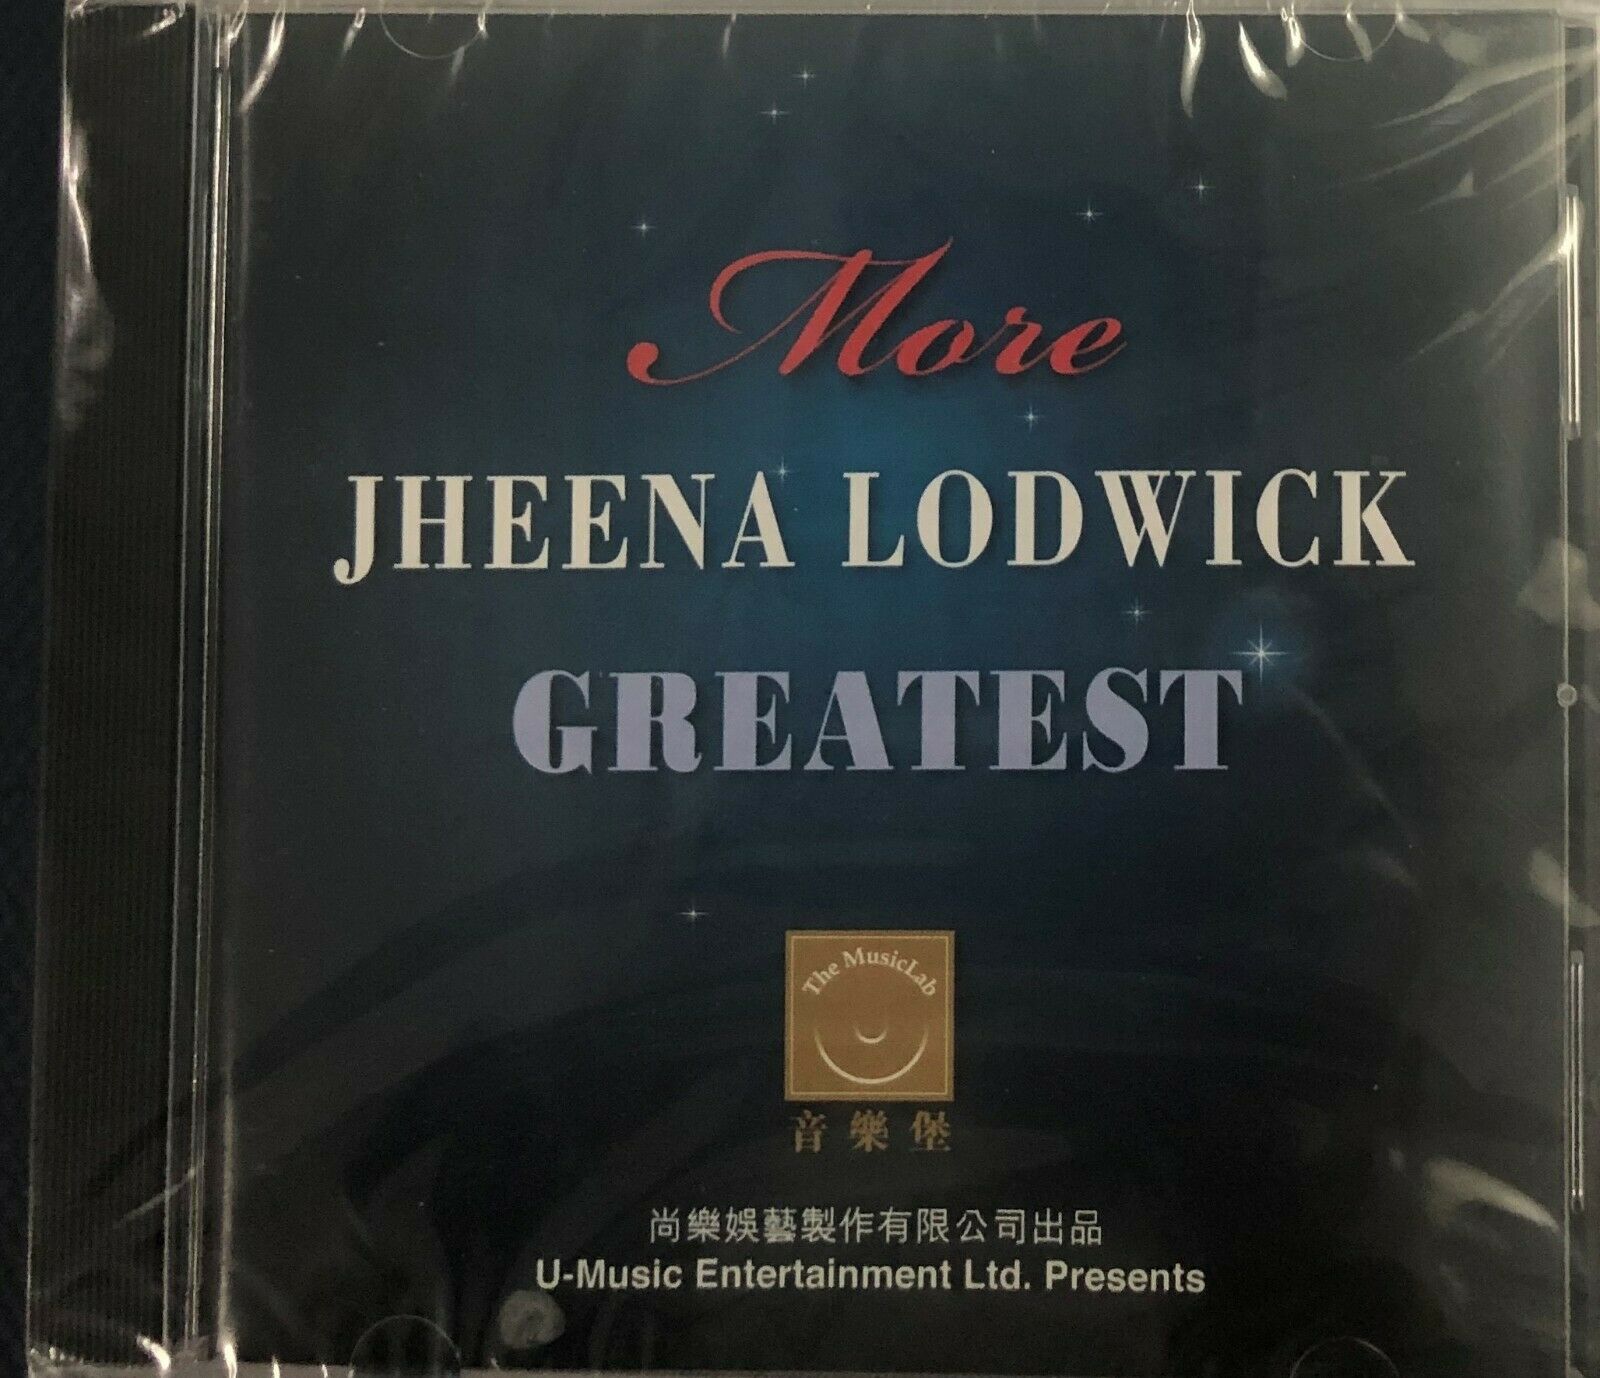 More
JHEENA LODWICK
GREATEST
The MusicLab
音樂堡
尚樂娛藝製作有限公司出品
U-Music Entertainment Ltd. Presents